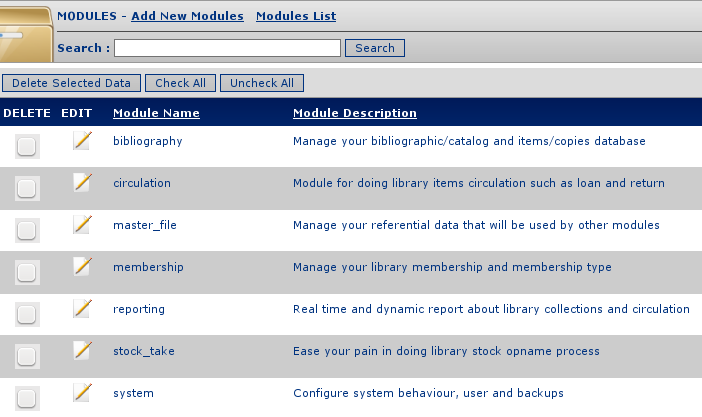 MODULES - Add New Modules Modules List
Search : Search
Delete Selected Data Check All Uncheck All
DELETE EDIT Module Name Module Description
bibliography Manage your bibliographic/catalog and items/copies database
circulation Module for doing library items circulation such as loan and return
master_file Manage your referential data that will be used by other modules
membership Manage your library membership and membership type
reporting Real time and dynamic report about library collections and circulation
stock_take Ease your pain in doing library stock opname process
system Configure system behaviour, user and backups